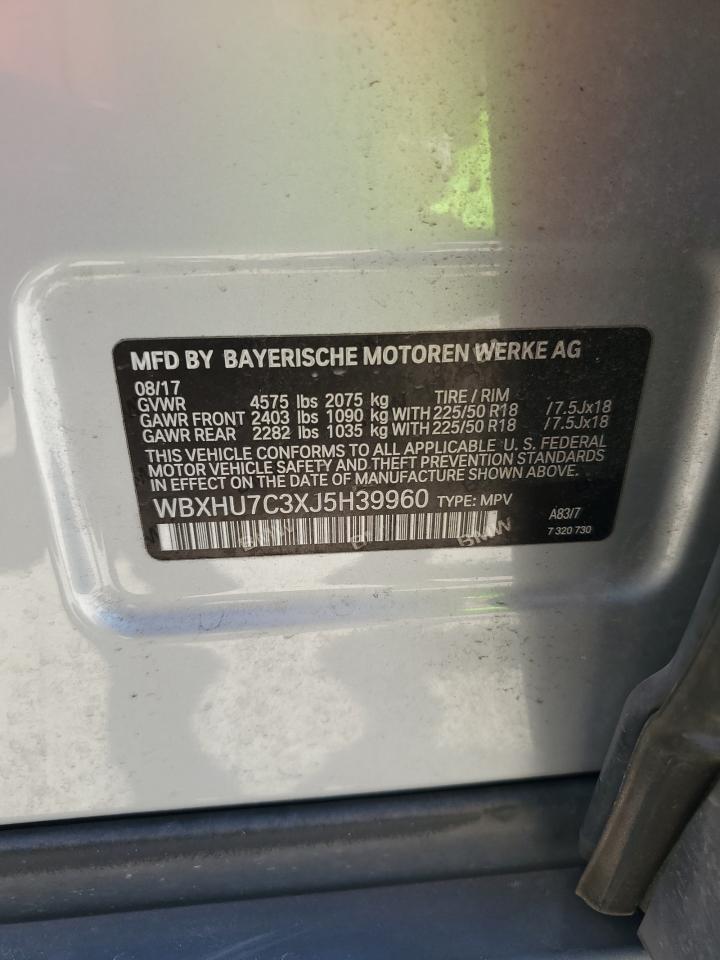 MFD BY BAYERISCHE MOTOREN WERKE AG
08/17 TIRE / RIM
GVWR 4575 lbs 2075 kg
GAWR FRONT 2403 lbs 1090 kg WITH 225/50 R18 /7.5Jx18
GAWR REAR 2282 lbs 1035 kg WITH 225/50 R18 /7.5Jx18
THIS VEHICLE CONFORMS TO ALL APPLICABLE U. S. FEDERAL
MOTOR VEHICLE SAFETY AND THEFT PREVENTION STANDARDS
IN EFFECT ON THE DATE OF MANUFACTURE SHOWN ABOVE.
WBXHU7C3XJ5H39960 TYPE: MPV A83/7
7 320 730
BMW
BMW